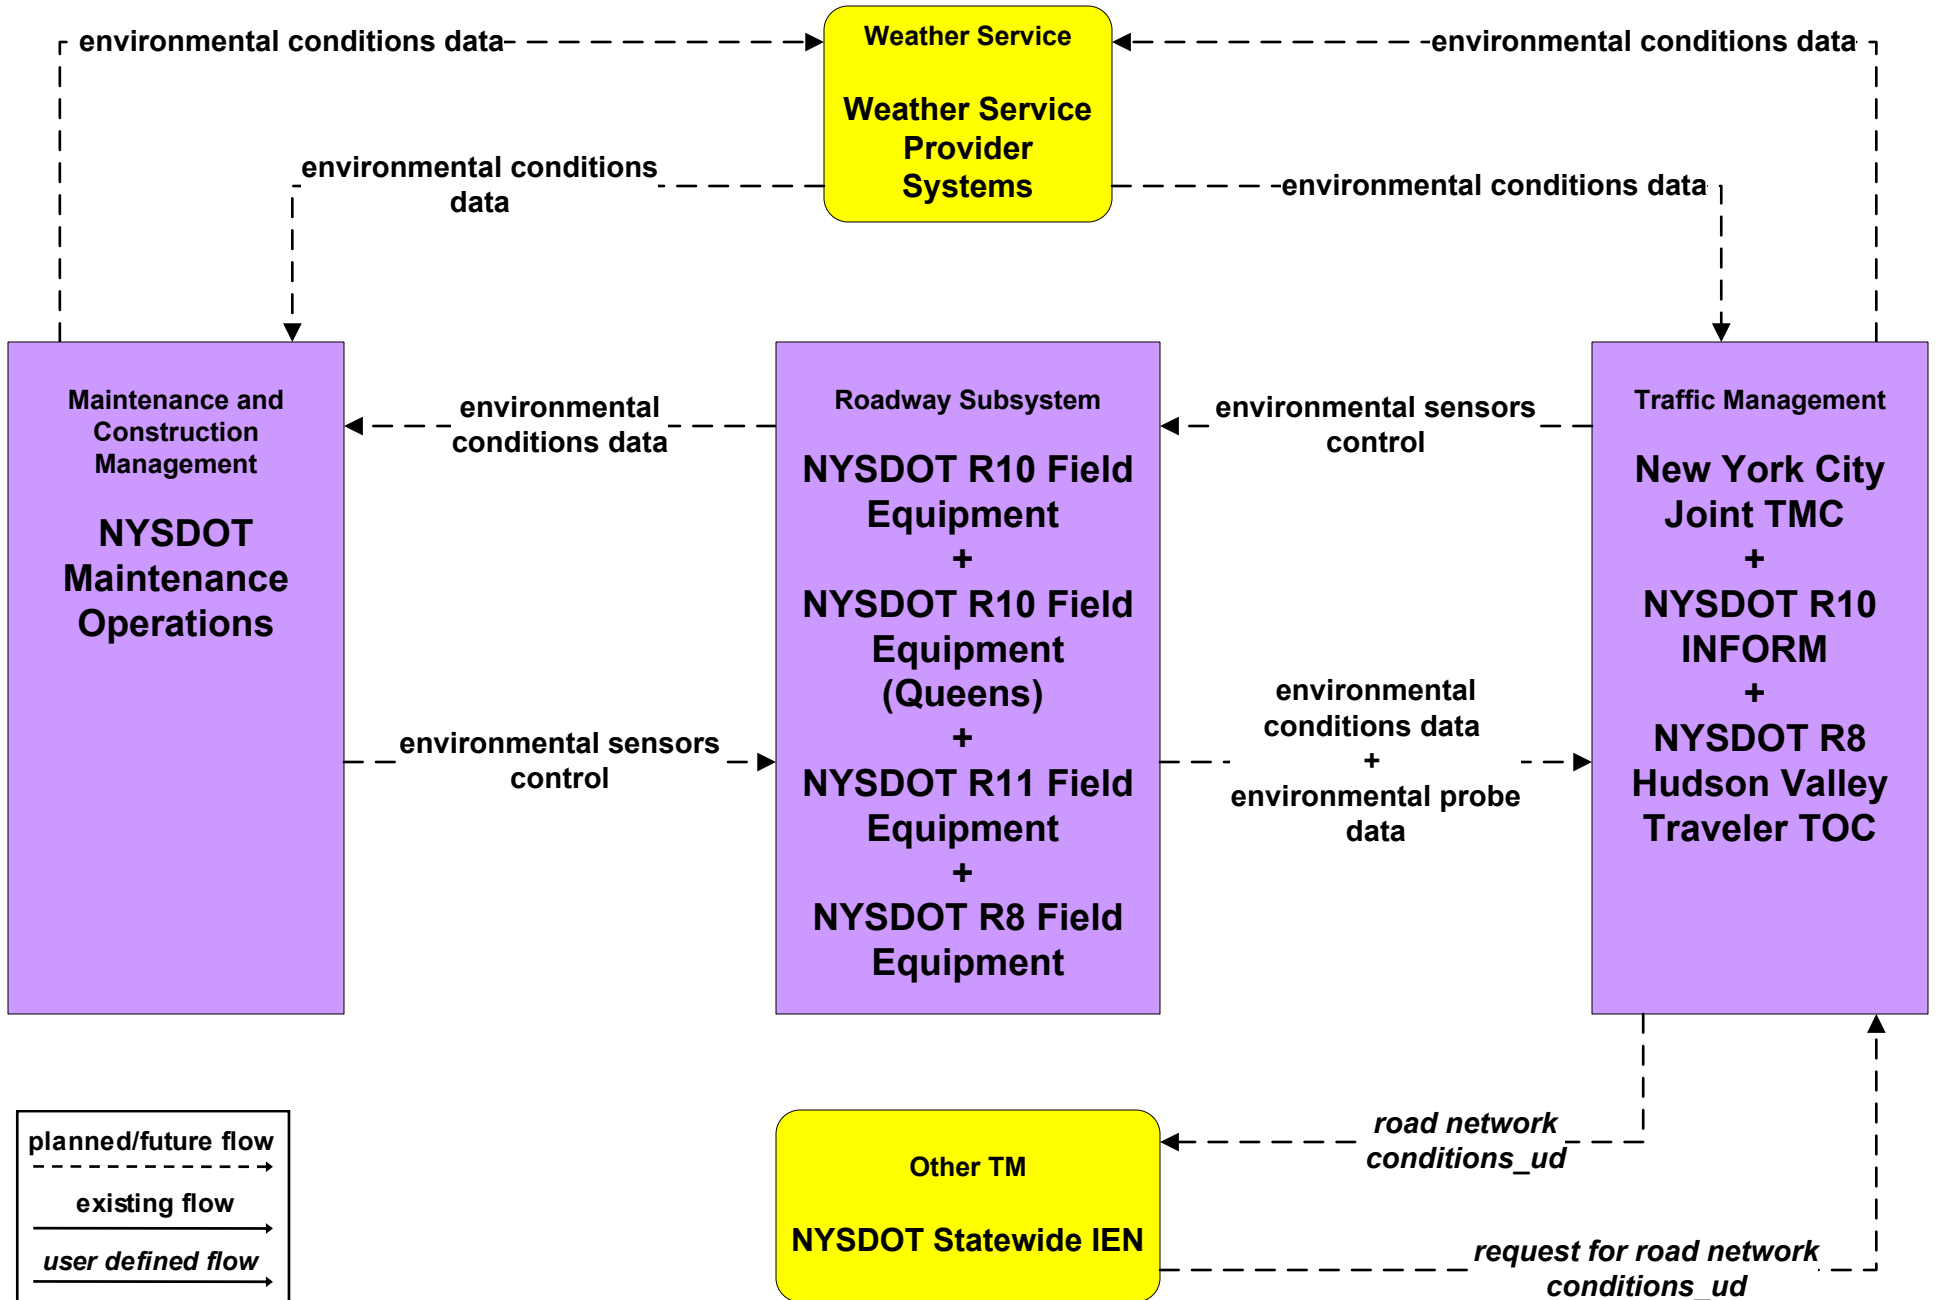 environmental conditions data
Weather Service
Weather Service
Provider
Systems
environmental conditions data
environmental conditions
data
environmental conditions data
Maintenance and
Construction
Management
NYSDOT
Maintenance
Operations
environmental
conditions data
environmental sensors
control
Roadway Subsystem
NYSDOT R10 Field
Equipment
+
NYSDOT R10 Field
Equipment
(Queens)
+
NYSDOT R11 Field
Equipment
+
NYSDOT R8 Field
Equipment
environmental sensors
control
environmental
conditions data
+
environmental probe
data
Traffic Management
New York City
Joint TMC
+
NYSDOT R10
INFORM
+
NYSDOT R8
Hudson Valley
Traveler TOC
planned/future flow
existing flow
user defined flow
Other TM
NYSDOT Statewide IEN
road network
conditions_ud
request for road network
conditions_ud